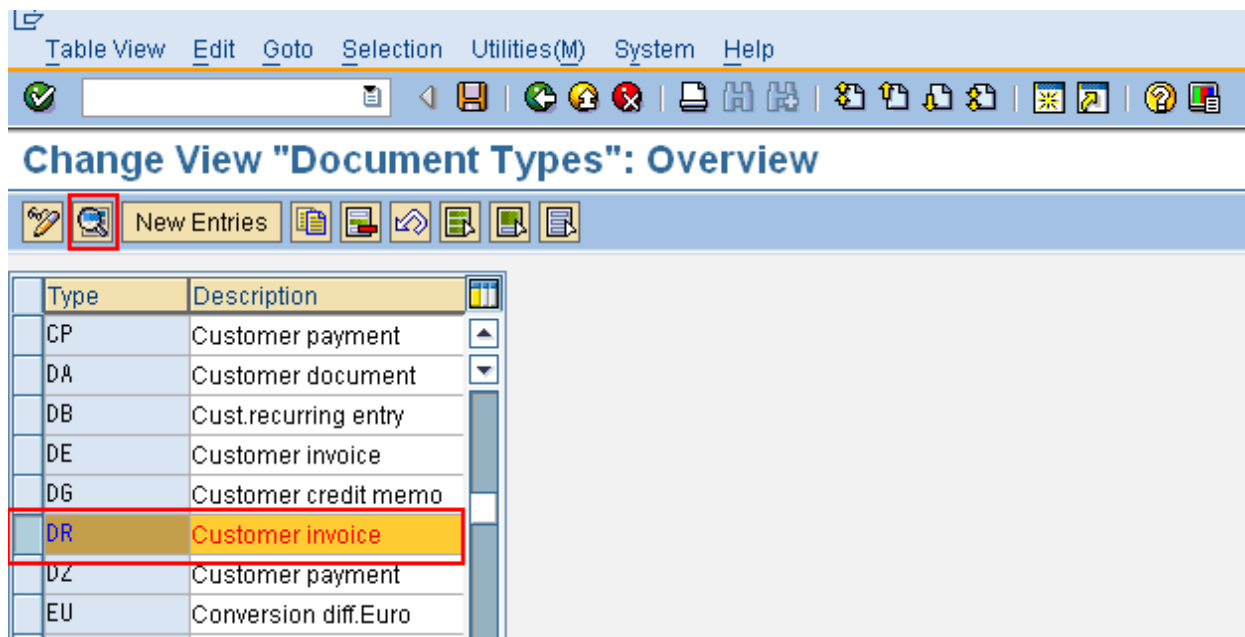 Table View Edit Goto Selection Utilities(M) System Help
Change View "Document Types": Overview
New Entries
Type Description
CP Customer payment
DA Customer document
DB Cust.recurring entry
DE Customer invoice
DG Customer credit memo
DR Customer invoice
DZ Customer payment
EU Conversion diff.Euro